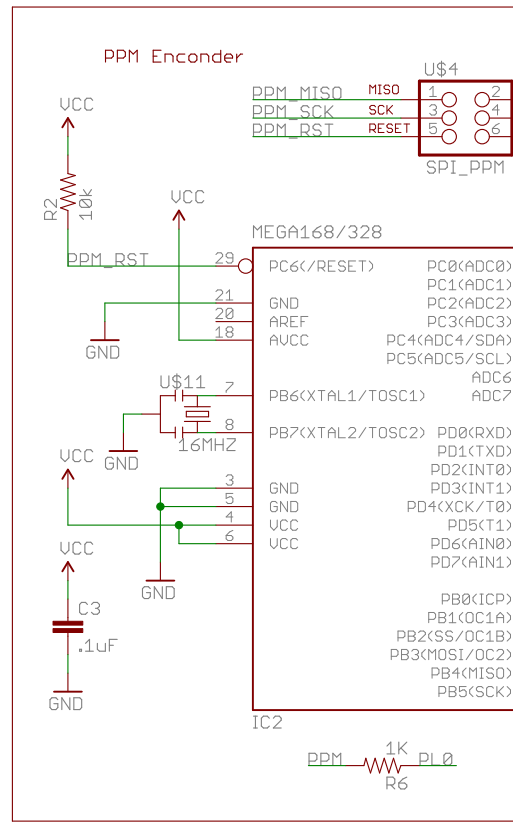 PPM Enconder
U$4
PPM_MISO MISO 1 2
PPM_SCK SCK 3 4
PPM_RST RESET 5 6
SPI_PPM
VCC
R2
10k
VCC
MEGA168/328
PPM_RST 29 PC6(/RESET) PC0(ADC0)
PC1(ADC1)
21 GND PC2(ADC2)
20 AREF PC3(ADC3)
18 AVCC PC4(ADC4/SDA)
GND
PC5(ADC5/SCL)
ADC6
U$11 7 PB6(XTAL1/TOSC1) ADC7
8 PB7(XTAL2/TOSC2) PD0(RXD)
16MHZ
GND
PD1(TXD)
VCC
PD2(INT0)
3 GND PD3(INT1)
5 GND PD4(XCK/T0)
4 VCC PD5(T1)
6 VCC PD6(AIN0)
VCC
PD7(AIN1)
GND
PB0(ICP)
C3
PB1(OC1A)
PB2(SS/OC1B)
.1uF
PB3(MOSI/OC2)
PB4(MISO)
PB5(SCK)
GND
IC2
1K
PPM PL0
R6